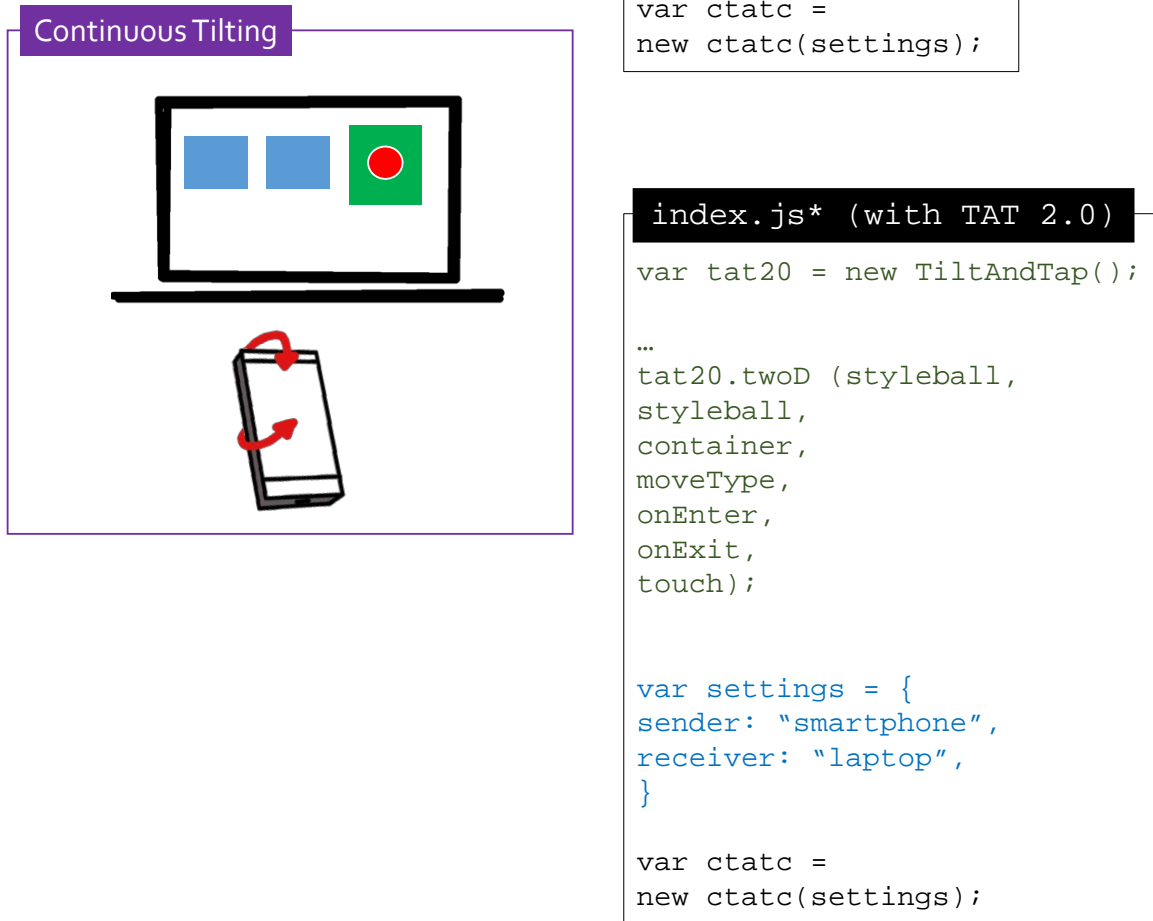 Continuous Tilting
var ctatc =
new ctatc(settings);
index.js* (with TAT 2.0)
var tat20 = new TiltAndTap();
…
tat20.twoD (styleball,
styleball,
container,
moveType,
onEnter,
onExit,
touch);
var settings = {
sender: “smartphone”,
receiver: “laptop”,
}
var ctatc =
new ctatc(settings);